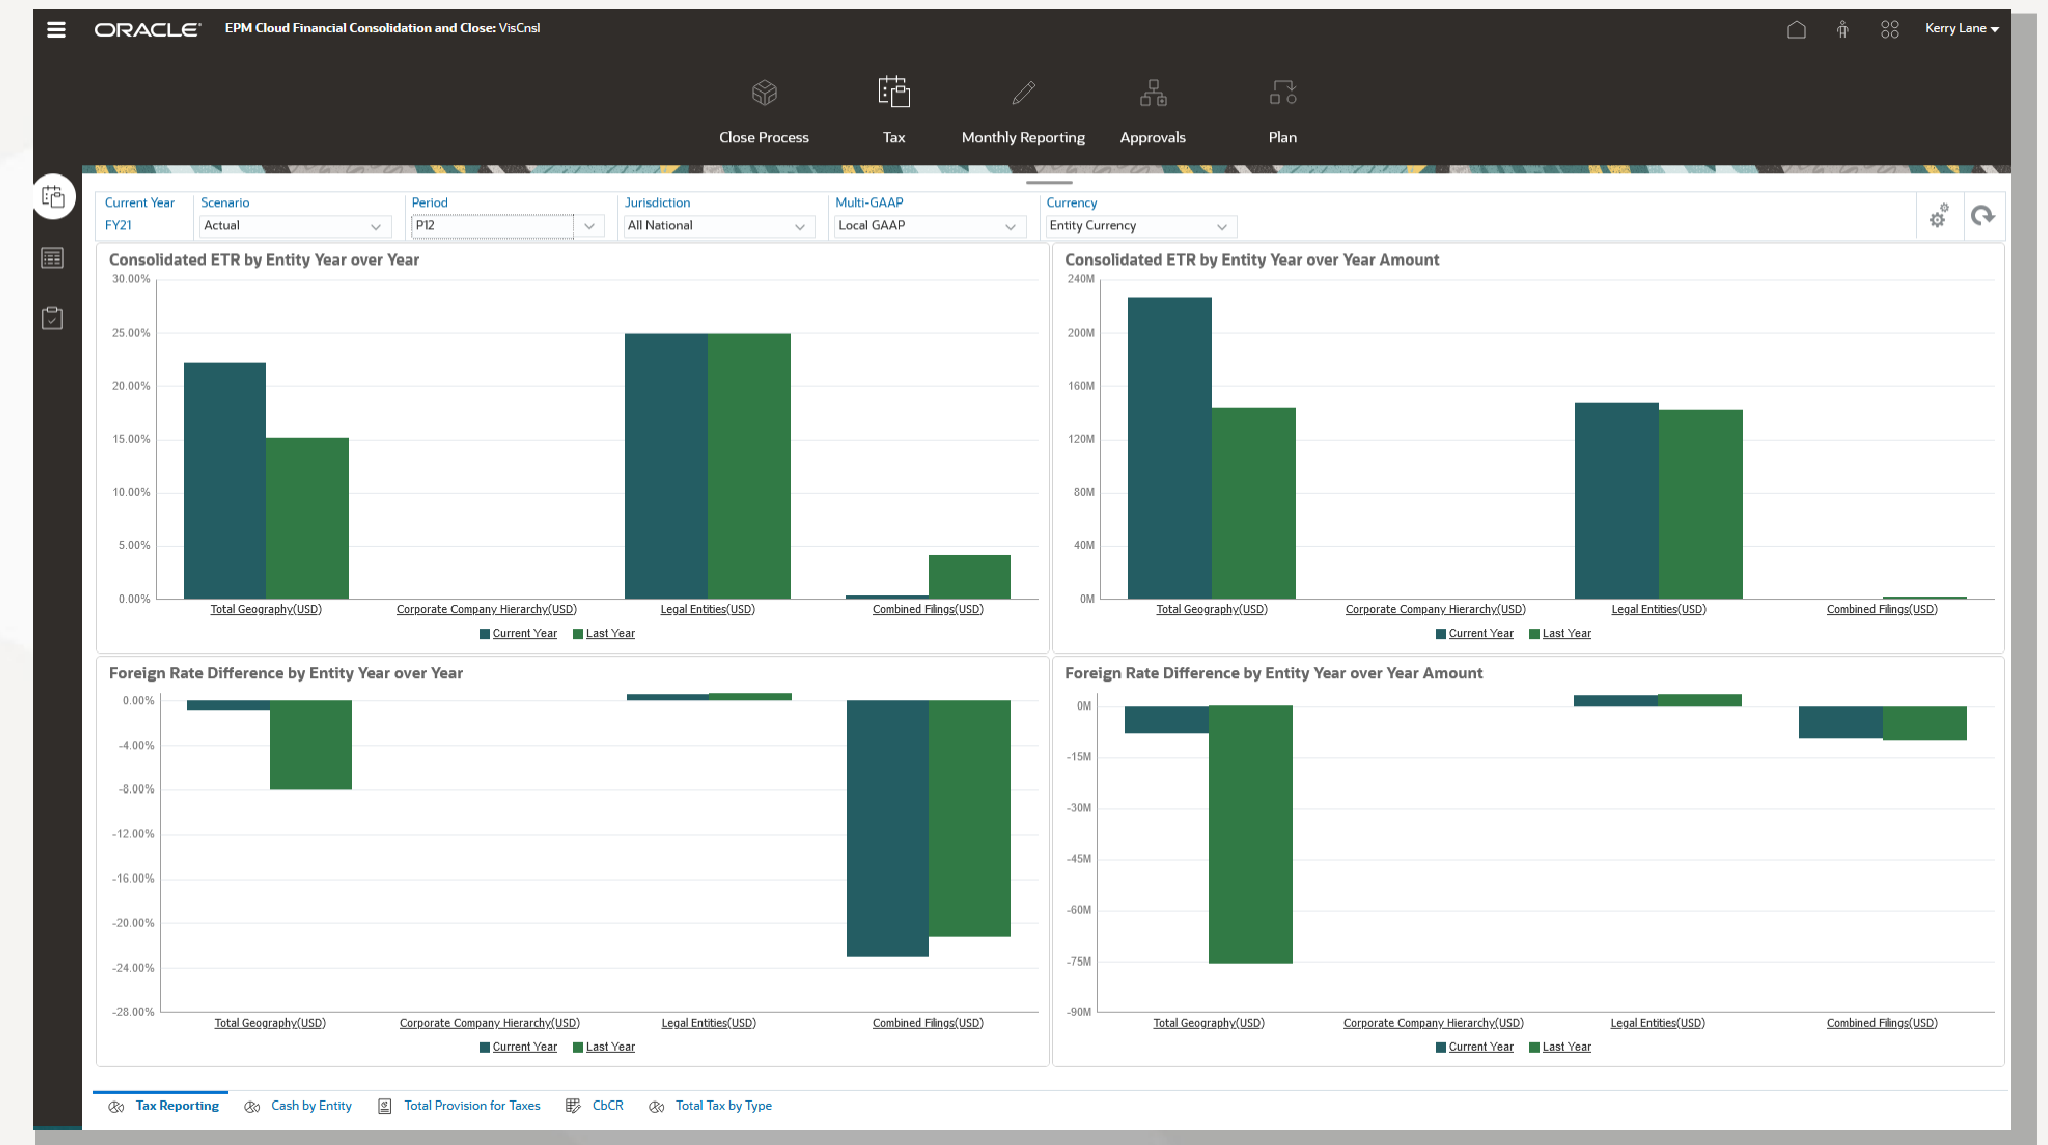 ORACLE EPM Cloud Financial Consolidation and Close: VisCnsl Kerry Lane
Close Process Tax Monthly Reporting Approvals Plan
Current Year Scenario Period Jurisdiction Multi-GAAP Currency
FY21 Actual P12 All National Local GAAP Entity Currency
Consolidated ETR by Entity Year over Year
30.00%
25.00%
20.00%
15.00%
10.00%
5.00%
0.00%
Total Geography(USD) Corporate Company Hierarchy(USD) Legal Entities(USD) Combined Filings(USD)
Current Year Last Year
Consolidated ETR by Entity Year over Year Amount
240M
200M
160M
120M
80M
40M
0M
Total Geography(USD) Corporate Company Hierarchy(USD) Legal Entities(USD) Combined Filings(USD)
Current Year Last Year
Foreign Rate Difference by Entity Year over Year
0.00%
-4.00%
-8.00%
-12.00%
-16.00%
-20.00%
-24.00%
-28.00%
Total Geography(USD) Corporate Company Hierarchy(USD) Legal Entities(USD) Combined Filings(USD)
Current Year Last Year
Foreign Rate Difference by Entity Year over Year Amount
0M
-15M
-30M
-45M
-60M
-75M
-90M
Total Geography(USD) Corporate Company Hierarchy(USD) Legal Entities(USD) Combined Filings(USD)
Current Year Last Year
Tax Reporting Cash by Entity Total Provision for Taxes CbCR Total Tax by Type